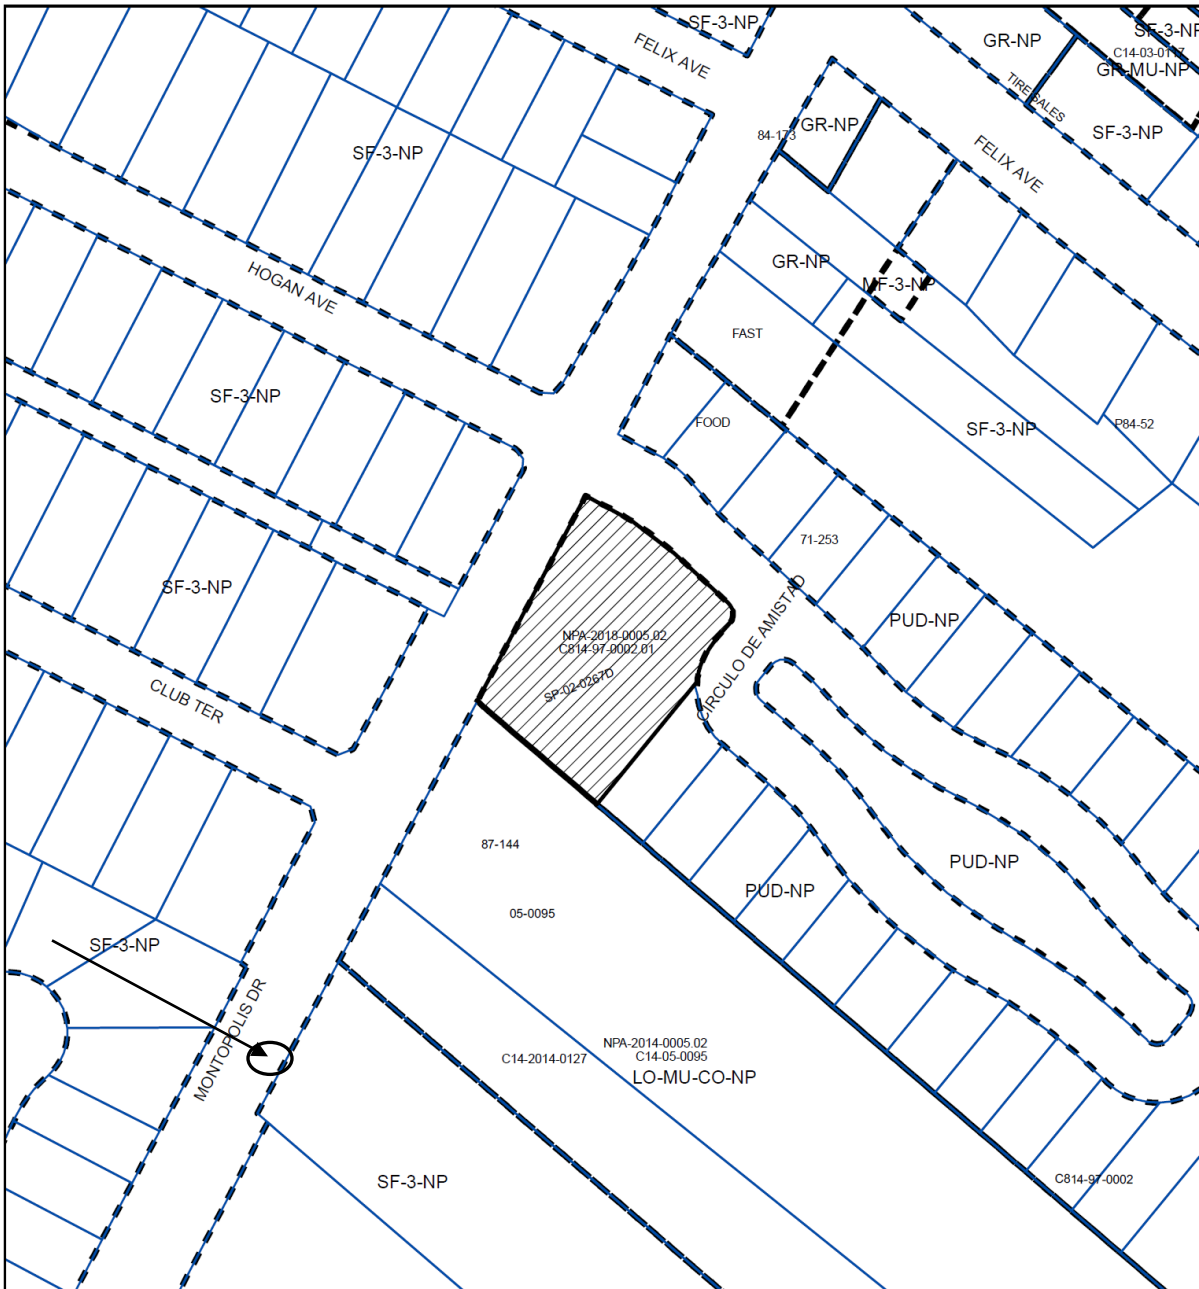 SF-3-NP
FELIX AVE
GR-NP
SF-3-NP
C14-03-0117
GR-MU-NP
TIRE SALES
SF-3-NP
84-173
GR-NP
SF-3-NP
FELIX AVE
GR-NP
MF-3-NP
HOGAN AVE
FAST
SF-3-NP
FOOD
SF-3-NP
P84-52
71-253
SF-3-NP
PUD-NP
NPA-2018-0005.02
C814-97-0002.01
SP-02-0267D
CIRCULO DE AMISTAD
CLUB TER
87-144
PUD-NP
PUD-NP
05-0095
SF-3-NP
MONTOPOLIS DR
NPA-2014-0005.02
C14-2014-0127
C14-05-0095
LO-MU-CO-NP
SF-3-NP
C814-97-0002